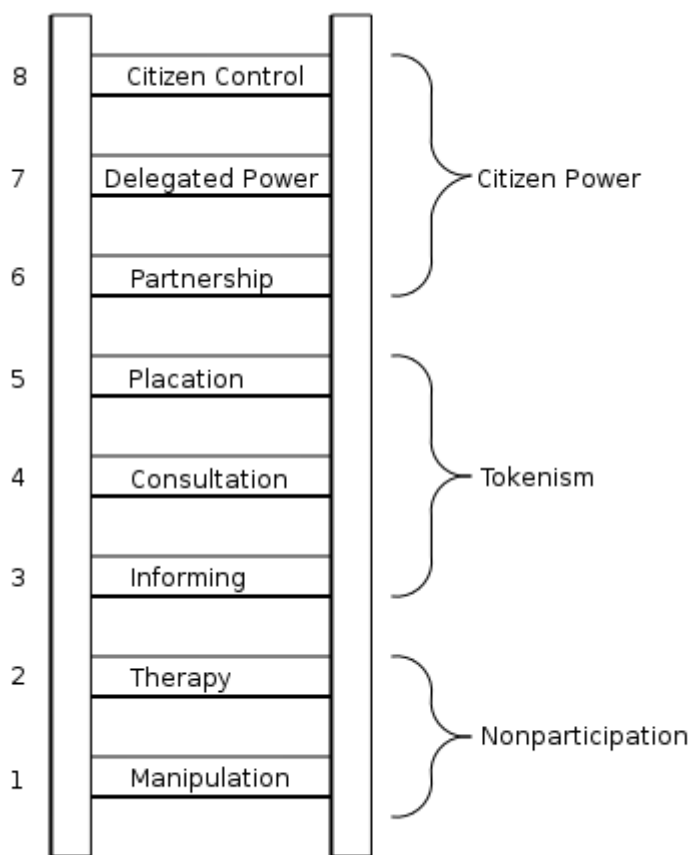 8 Citizen Control
7 Delegated Power
Citizen Power
6 Partnership
5 Placation
4 Consultation
Tokenism
3 Informing
2 Therapy
Nonparticipation
1 Manipulation